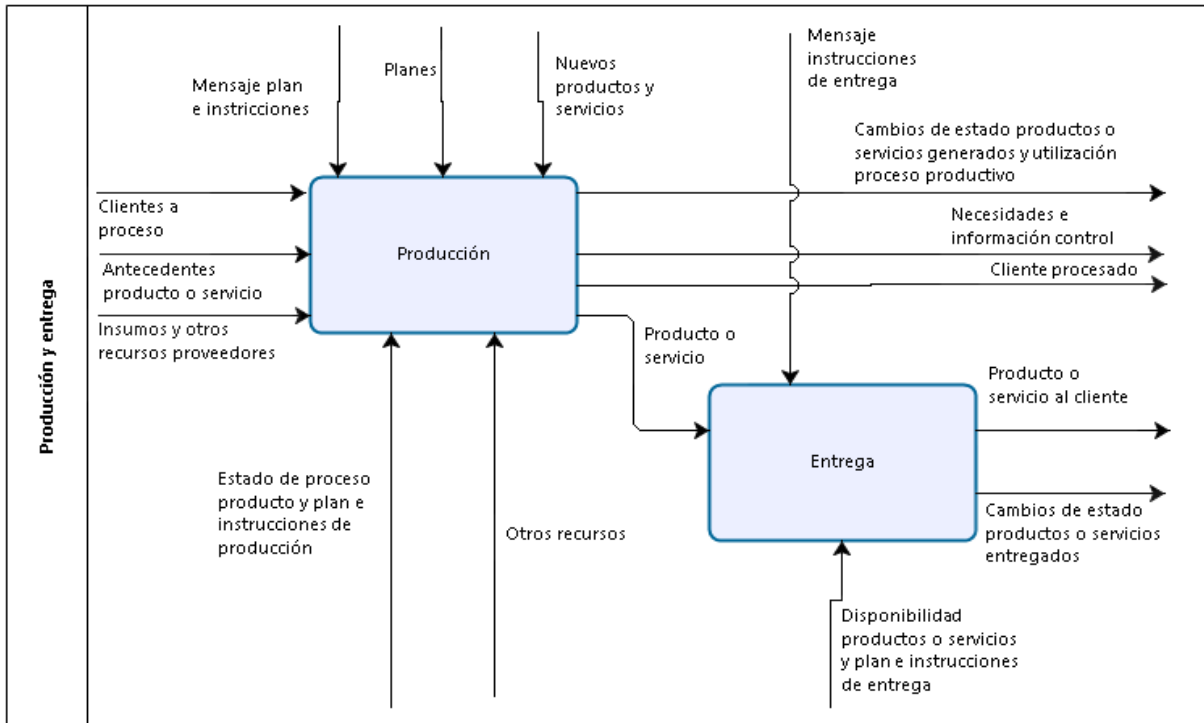 Producción y entrega
Mensaje plan
e instricciones
Planes
Nuevos
productos y
servicios
Mensaje
instrucciones
de entrega
Cambios de estado productos o
servicios generados y utilización
proceso productivo
Clientes a
proceso
Producción
Necesidades e
información control
Antecedentes
producto o servicio
Cliente procesado
Insumos y otros
recursos proveedores
Producto o
servicio
Producto o
servicio al cliente
Entrega
Estado de proceso
producto y plan e
instrucciones de
producción
Otros recursos
Cambios de estado
productos o servicios
entregados
Disponibilidad
productos o servicios
y plan e instrucciones
de entrega